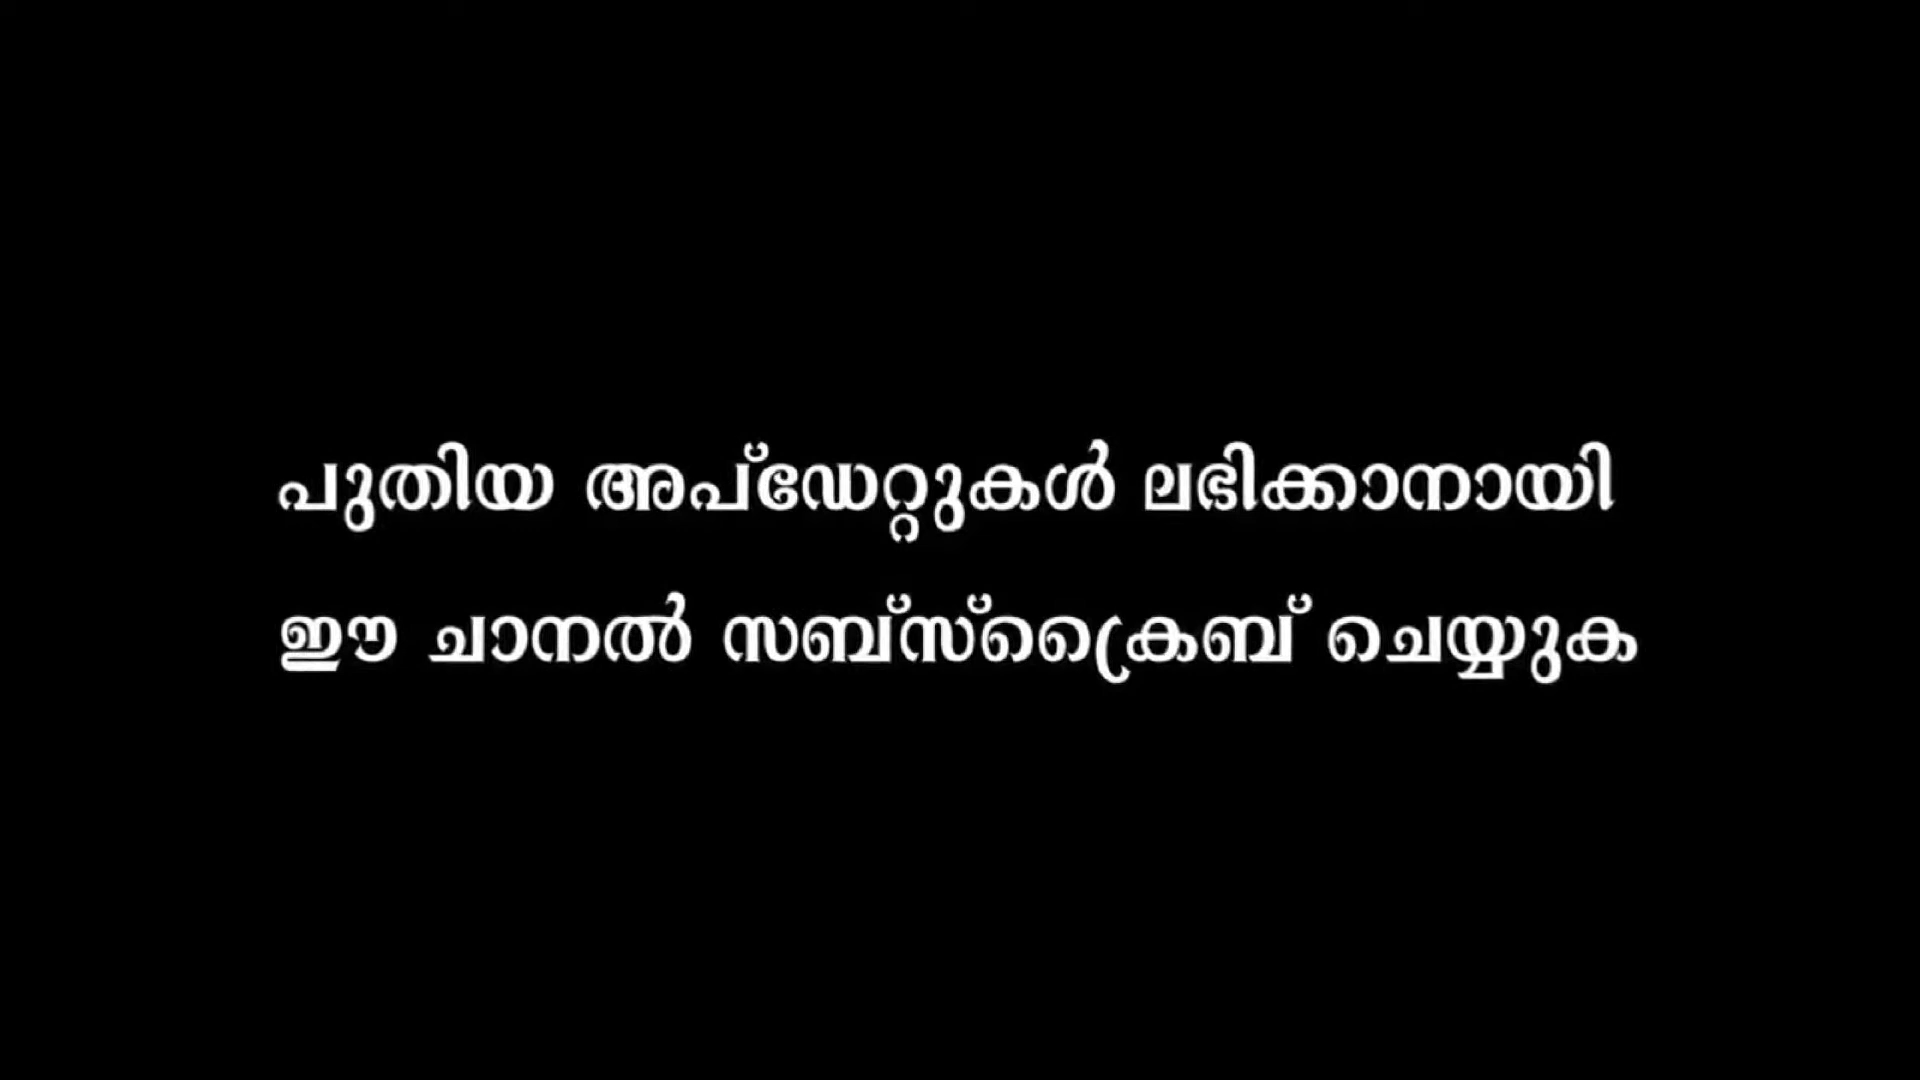 പുതിയ അപ്ഡേറ്റുകൾ ലഭിക്കാനായി
ഈ ചാനൽ സബ്സ്ക്രൈബ് ചെയ്യുക